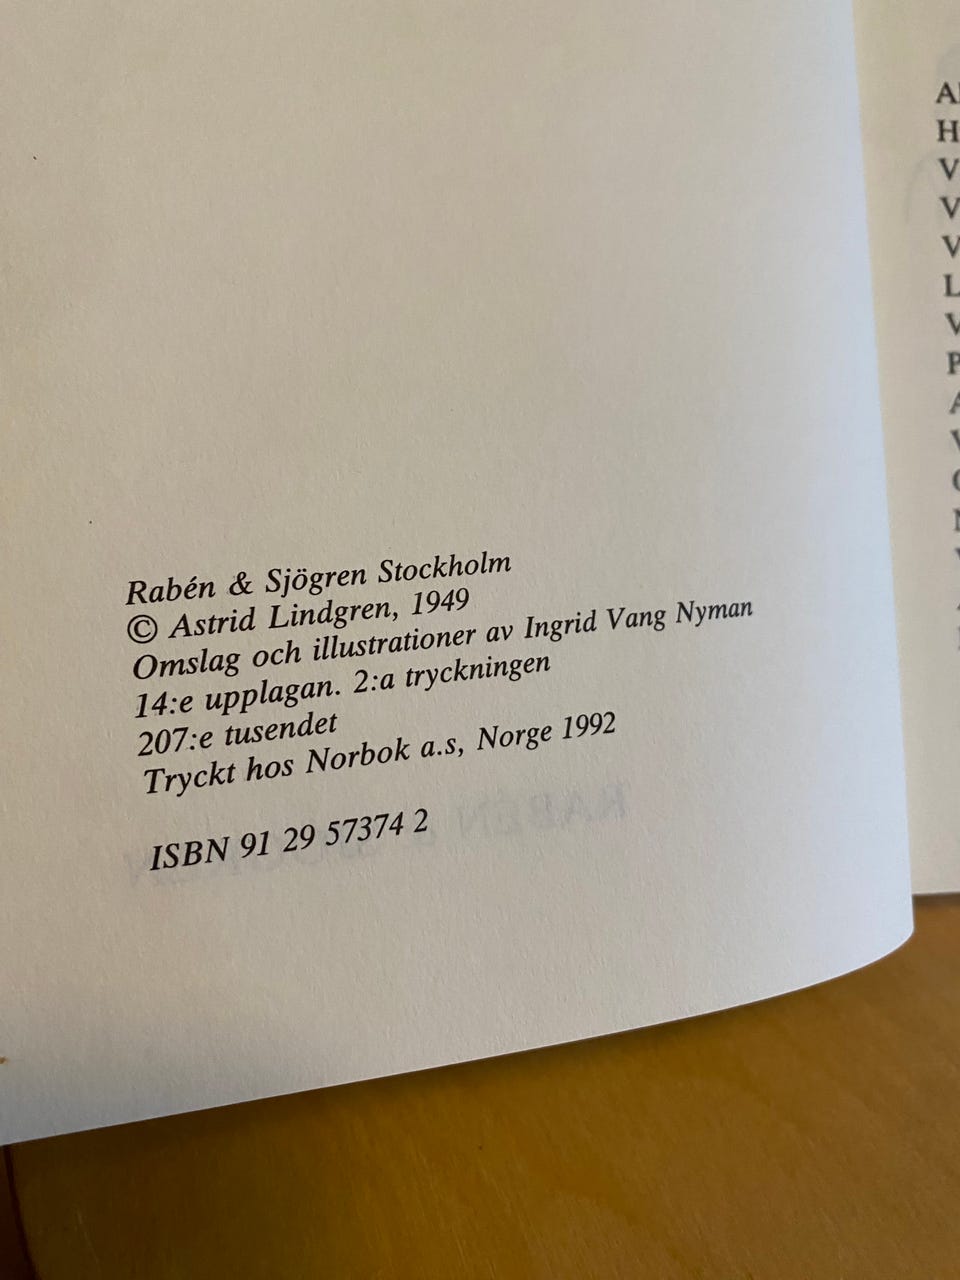 Rabén & Sjögren Stockholm
© Astrid Lindgren, 1949
Omslag och illustrationer av Ingrid Vang Nyman
14:e upplagan. 2:a tryckningen
207:e tusendet
Tryckt hos Norbok a.s, Norge 1992
ISBN 91 29 57374 2